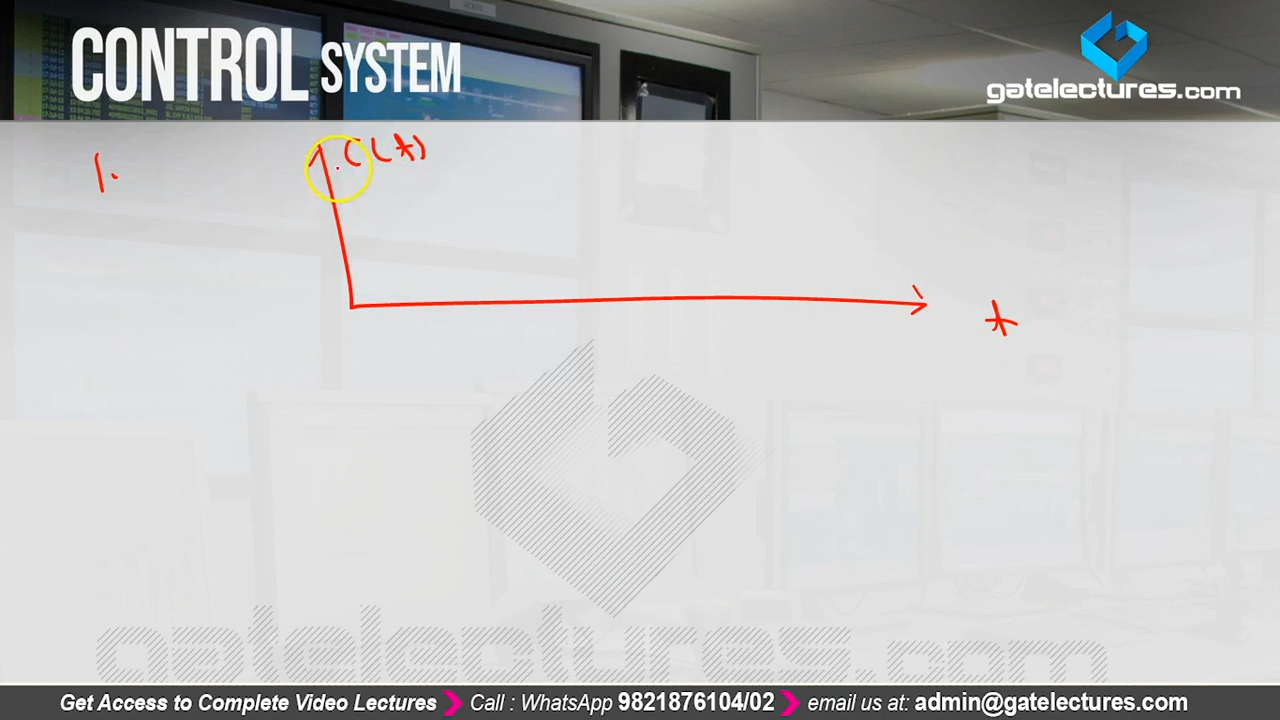 CONTROL SYSTEM
gatelectures.com
1.
C(t)
t
gatelectures.com
Get Access to Complete Video Lectures Call : WhatsApp 9821876104/02 email us at: admin@gatelectures.com